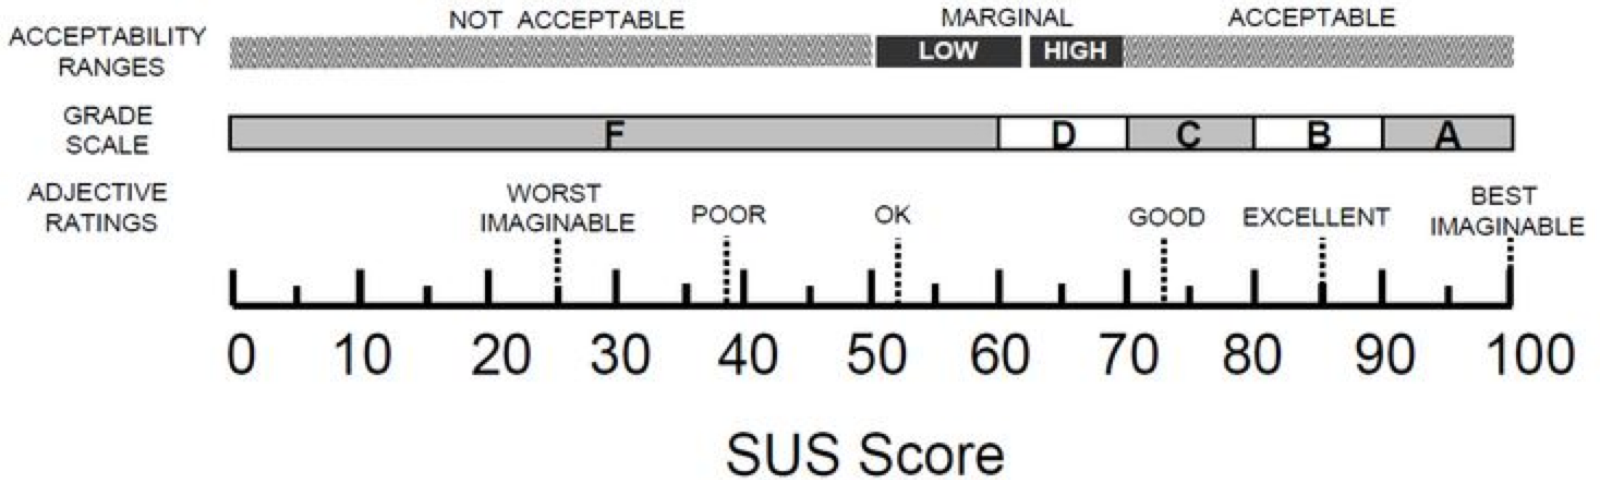 NOT ACCEPTABLE MARGINAL ACCEPTABLE
ACCEPTABILITY
RANGES
LOW HIGH
GRADE
SCALE
F D C B A
ADJECTIVE
RATINGS
WORST
IMAGINABLE
POOR
OK
GOOD
EXCELLENT
BEST
IMAGINABLE
0 10 20 30 40 50 60 70 80 90 100
SUS Score